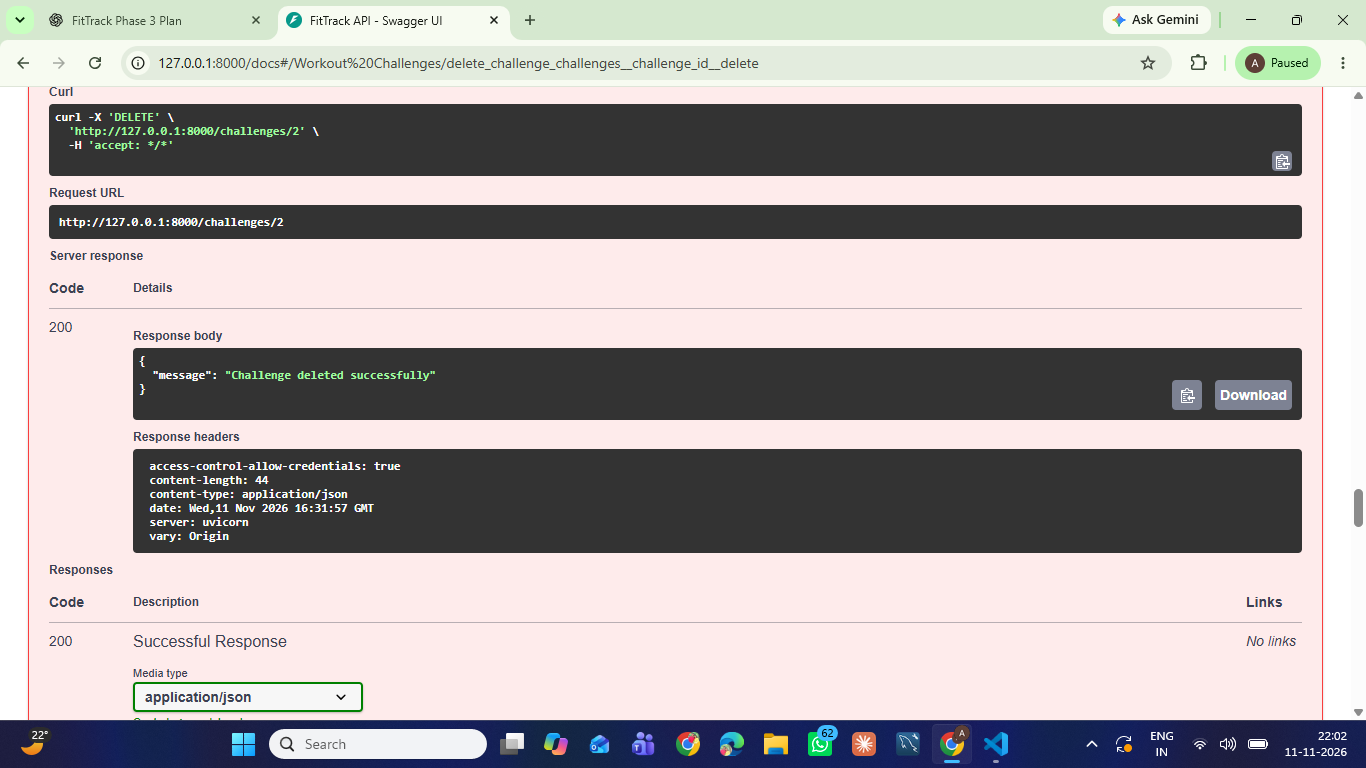 FitTrack Phase 3 Plan
FitTrack API - Swagger UI
Ask Gemini
127.0.0.1:8000/docs#/Workout%20Challenges/delete_challenge_challenges__challenge_id__delete
A
Paused
Curl
curl -X 'DELETE' \
'http://127.0.0.1:8000/challenges/2' \
-H 'accept: */*'
Request URL
http://127.0.0.1:8000/challenges/2
Server response
Code Details
200
Response body
{
"message": "Challenge deleted successfully"
}
Download
Response headers
access-control-allow-credentials: true
content-length: 44
content-type: application/json
date: Wed,11 Nov 2026 16:31:57 GMT
server: uvicorn
vary: Origin
Responses
Code Description Links
200 Successful Response No links
Media type
application/json
22°
Search
62
A
ENG
IN
22:02
11-11-2026